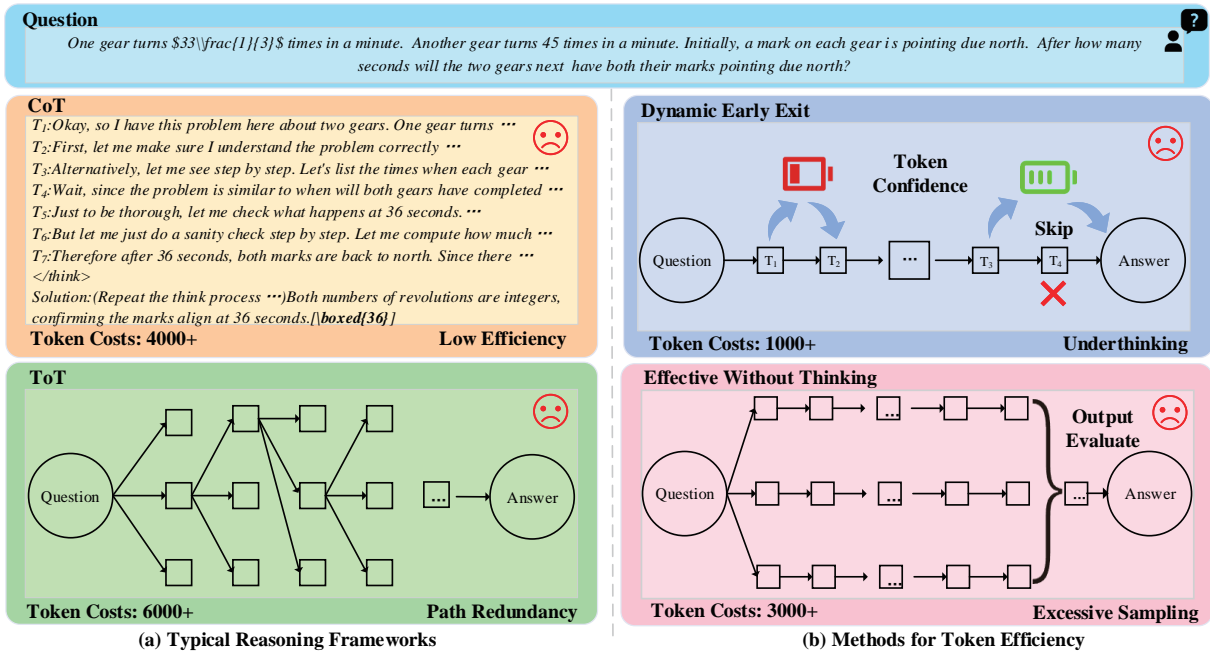 Question
One gear turns $33\\frac{1}{3}$ times in a minute. Another gear turns 45 times in a minute. Initially, a mark on each gear is pointing due north. After how many
seconds will the two gears next have both their marks pointing due north?
?
CoT
T1:Okay, so I have this problem here about two gears. One gear turns ···
T2:First, let me make sure I understand the problem correctly ···
T3:Alternatively, let me see step by step. Let's list the times when each gear ···
T4:Wait, since the problem is similar to when will both gears have completed ···
T5:Just to be thorough, let me check what happens at 36 seconds. ···
T6:But let me just do a sanity check step by step. Let me compute how much ···
T7:Therefore after 36 seconds, both marks are back to north. Since there ···
</think>
Solution:(Repeat the think process ···)Both numbers of revolutions are integers,
confirming the marks align at 36 seconds.[\boxed{36}]
Token Costs: 4000+
Low Efficiency
ToT
Question
...
Answer
Token Costs: 6000+
Path Redundancy
(a) Typical Reasoning Frameworks
Dynamic Early Exit
Token
Confidence
Skip
Question
T1
T2
...
T3
T4
Answer
Token Costs: 1000+
Underthinking
Effective Without Thinking
...
Output
Evaluate
Question
...
...
Answer
...
Token Costs: 3000+
Excessive Sampling
(b) Methods for Token Efficiency